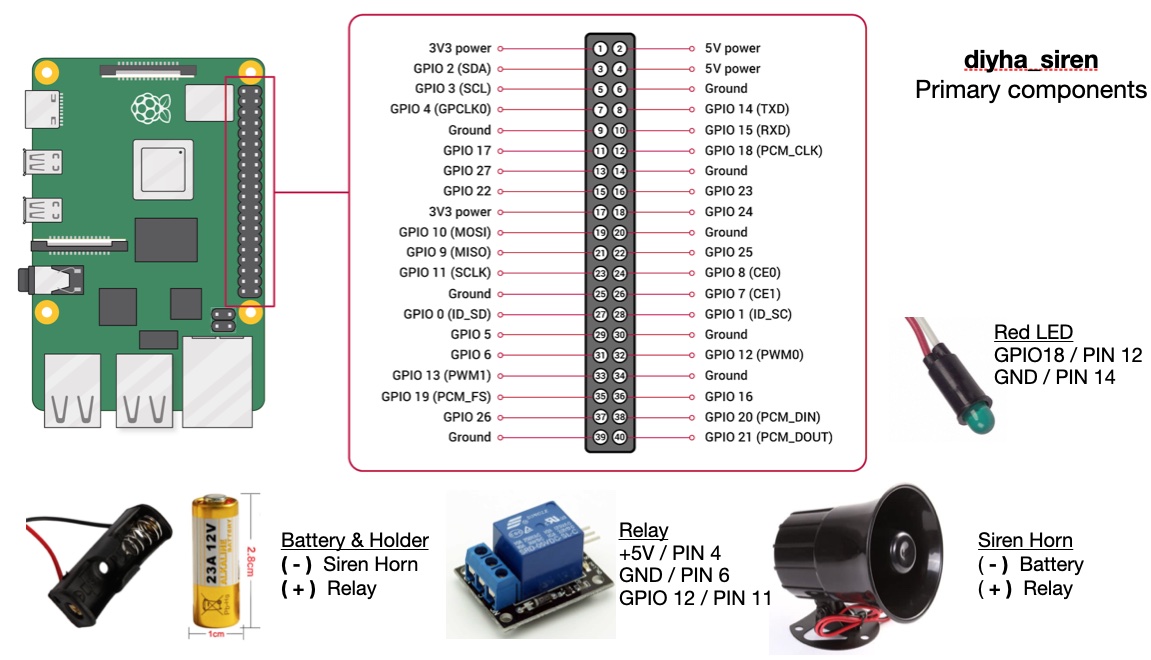 diyha_siren
Primary components
3V3 power 1 2 5V power
GPIO 2 (SDA) 3 4 5V power
GPIO 3 (SCL) 5 6 Ground
GPIO 4 (GPCLK0) 7 8 GPIO 14 (TXD)
Ground 9 10 GPIO 15 (RXD)
GPIO 17 11 12 GPIO 18 (PCM_CLK)
GPIO 27 13 14 Ground
GPIO 22 15 16 GPIO 23
3V3 power 17 18 GPIO 24
GPIO 10 (MOSI) 19 20 Ground
GPIO 9 (MISO) 21 22 GPIO 25
GPIO 11 (SCLK) 23 24 GPIO 8 (CE0)
Ground 25 26 GPIO 7 (CE1)
GPIO 0 (ID_SD) 27 28 GPIO 1 (ID_SC)
GPIO 5 29 30 Ground
GPIO 6 31 32 GPIO 12 (PWM0)
GPIO 13 (PWM1) 33 34 Ground
GPIO 19 (PCM_FS) 35 36 GPIO 16
GPIO 26 37 38 GPIO 20 (PCM_DIN)
Ground 39 40 GPIO 21 (PCM_DOUT)
Red LED
GPIO18 / PIN 12
GND / PIN 14
23A 12V
ALKALINE
BATTERY
2.8cm
1cm
Battery & Holder
( - ) Siren Horn
( + ) Relay
Relay
+5V / PIN 4
GND / PIN 6
GPIO 12 / PIN 11
Siren Horn
( - ) Battery
( + ) Relay